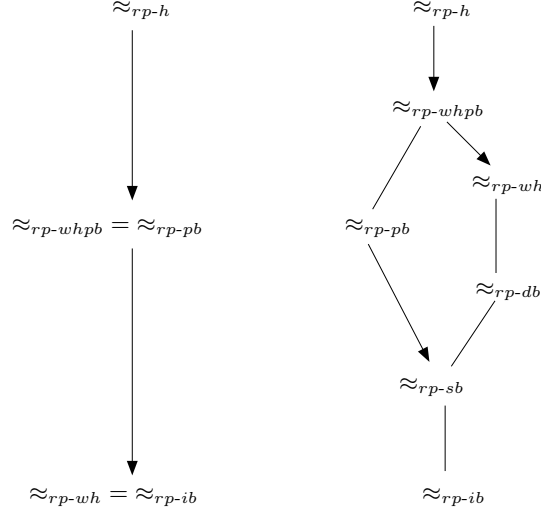 ≈rp-h
≈rp-whpb = ≈rp-pb
≈rp-wh = ≈rp-ib
≈rp-h
≈rp-whpb
≈rp-wh
≈rp-pb
≈rp-db
≈rp-sb
≈rp-ib